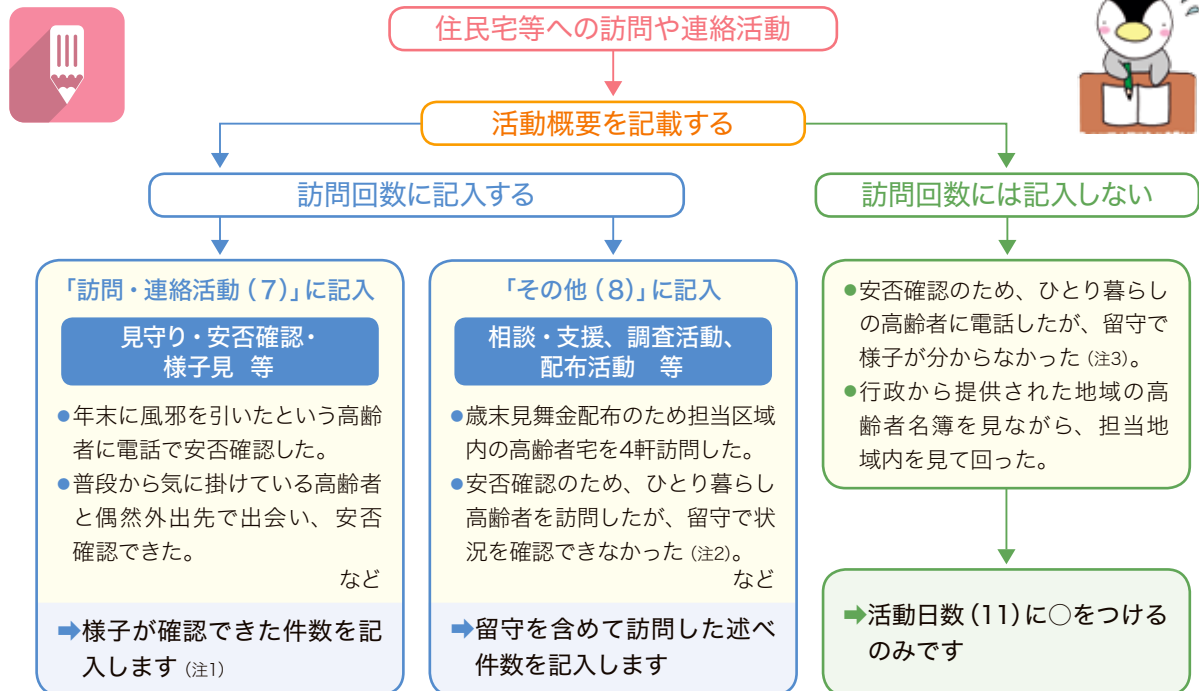 住民宅等への訪問や連絡活動
活動概要を記載する
訪問回数に記入する
訪問回数には記入しない
「訪問・連絡活動（7）」に記入
見守り・安否確認・
様子見　等
●年末に風邪を引いたという高齢
者に電話で安否確認した。
●普段から気に掛けている高齢者
と偶然外出先で出会い、安否
確認できた。
など
➡様子が確認できた件数を記
入します（注1）
「その他（8）」に記入
相談・支援、調査活動、
配布活動　等
●歳末見舞金配布のため担当区域
内の高齢者宅を4軒訪問した。
●安否確認のため、ひとり暮らし
高齢者を訪問したが、留守で状
況を確認できなかった（注2）。
など
➡留守を含めて訪問した述べ
件数を記入します
●安否確認のため、ひとり暮らし
の高齢者に電話したが、留守で
様子が分からなかった（注3）。
●行政から提供された地域の高
齢者名簿を見ながら、担当地
域内を見て回った。
➡活動日数（11）に○をつける
のみです